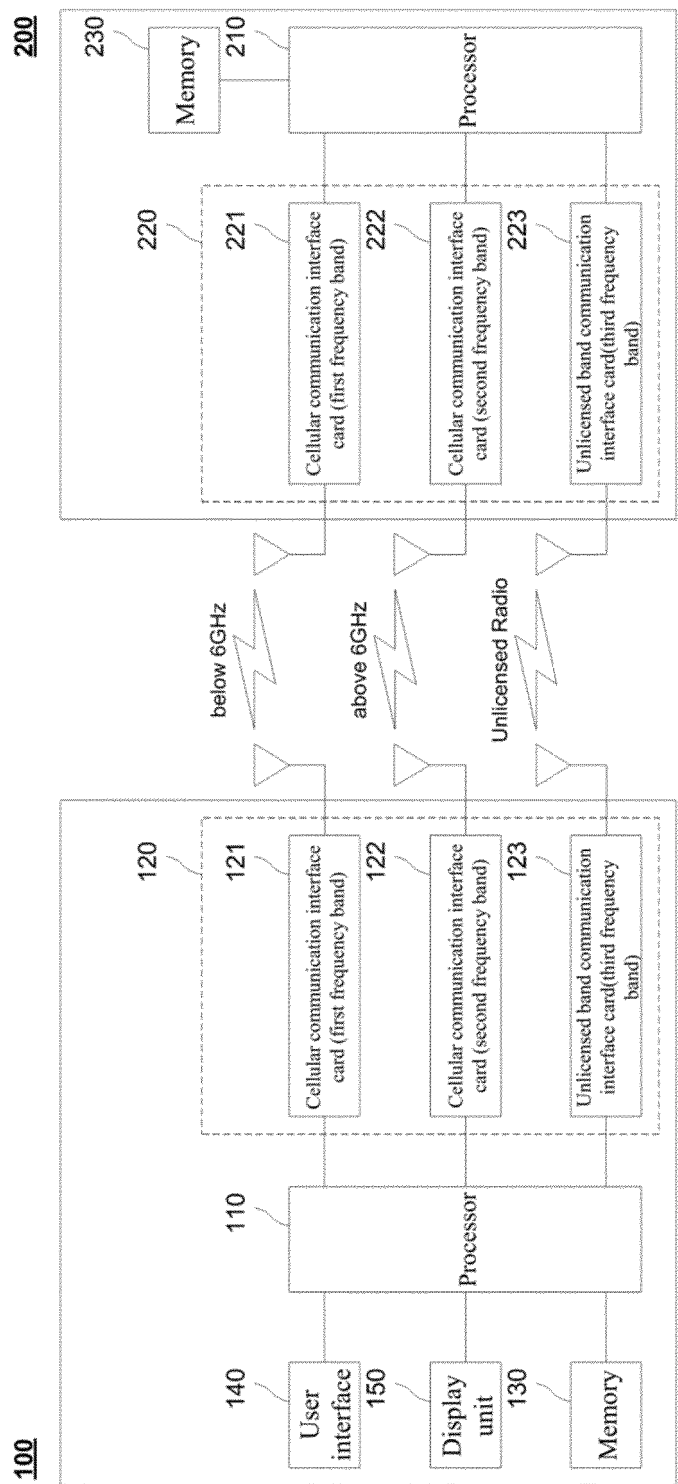 100
140
User
interface
150
Display
unit
130
Memory
110
Processor
120
121
Cellular communication interface
card (first frequency band)
122
Cellular communication interface
card (second frequency band)
123
Unlicensed band communication
interface card(third frequency
band)
below 6GHz
above 6GHz
Unlicensed Radio
200
220
221
Cellular communication interface
card (first frequency band)
222
Cellular communication interface
card (second frequency band)
223
Unlicensed band communication
interface card(third frequency
band)
230
Memory
210
Processor